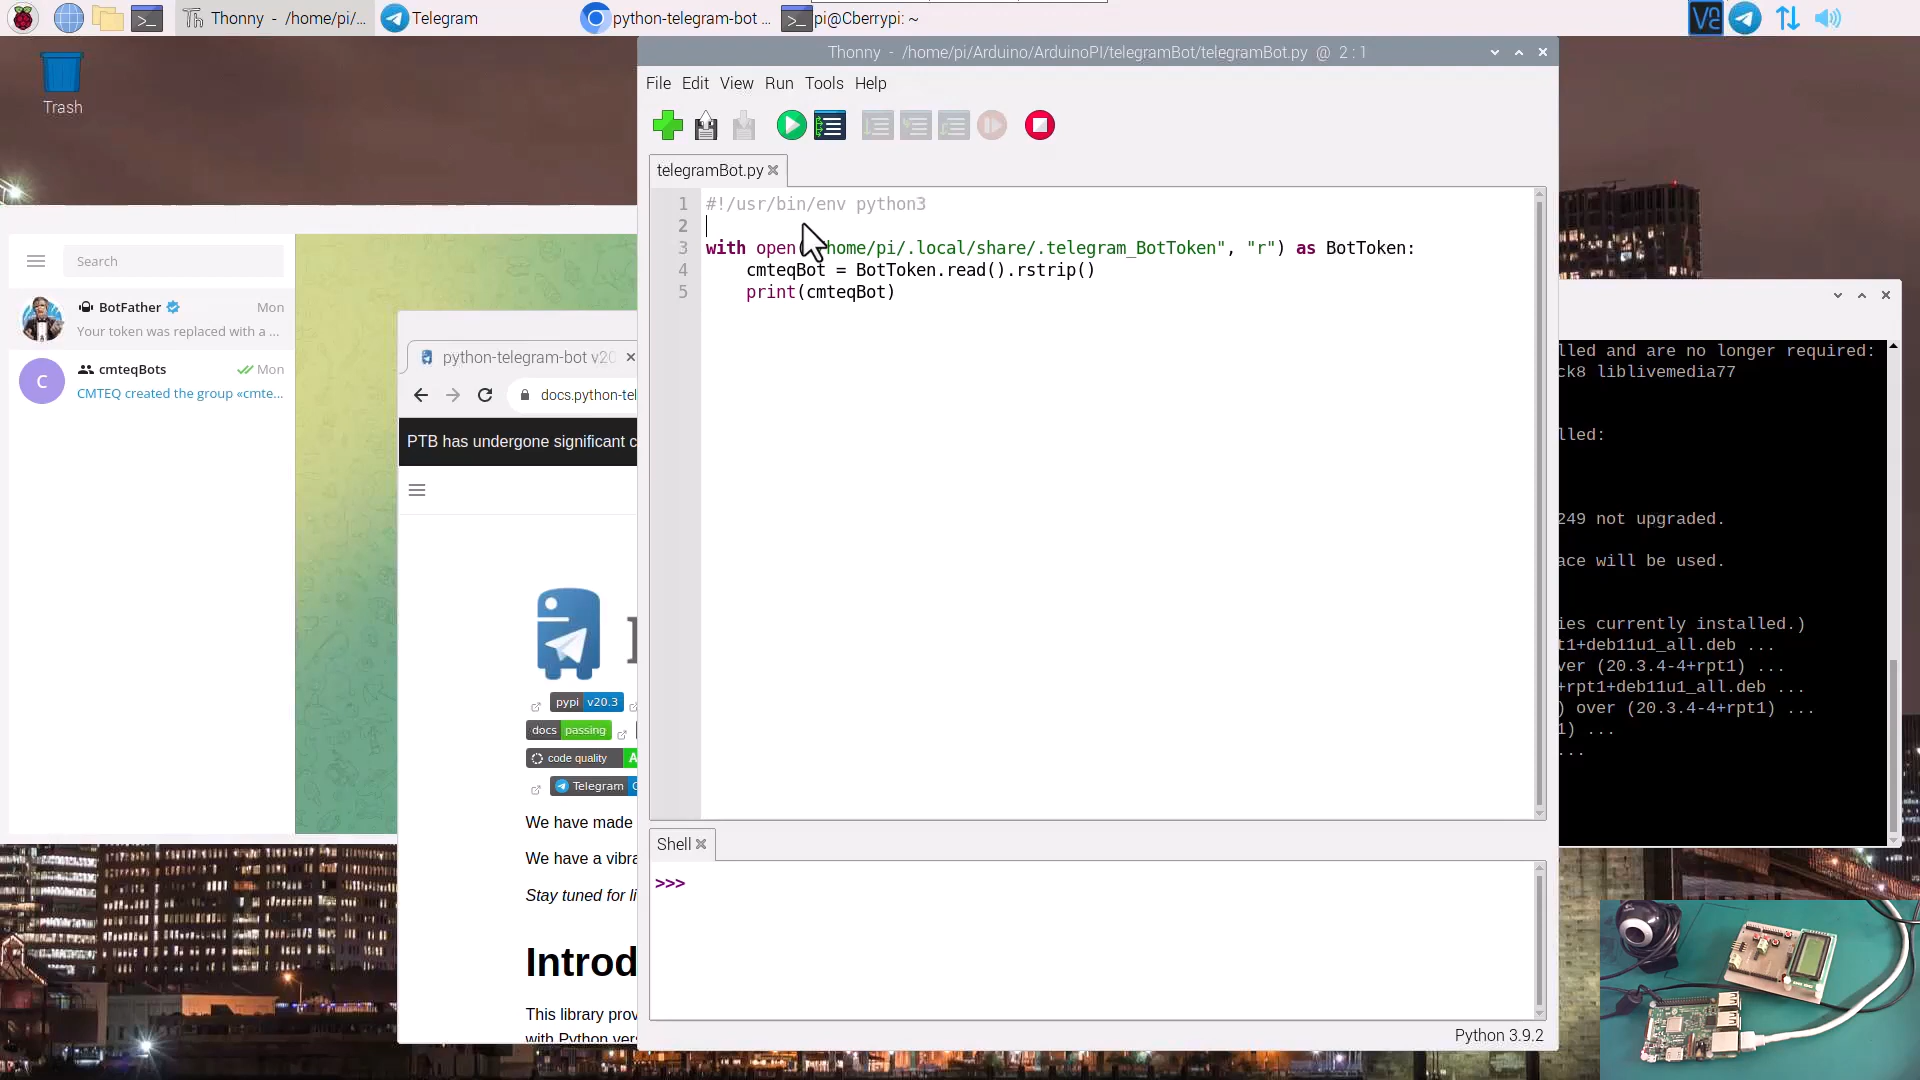 Thonny - /home/pi/...
Telegram
python-telegram-bot ...
pi@Cberrypi: ~
Trash
Thonny - /home/pi/Arduino/ArduinoPI/telegramBot/telegramBot.py @ 2 : 1
File Edit View Run Tools Help
telegramBot.py
1 #!/usr/bin/env python3
2
3 with open("/home/pi/.local/share/.telegram_BotToken", "r") as BotToken:
4 cmteqBot = BotToken.read().rstrip()
5 print(cmteqBot)
Search
BotFather Mon
Your token was replaced with a ...
C
cmteqBots Mon
CMTEQ created the group «cmte...
python-telegram-bot v20
docs.python-tel
PTB has undergone significant c
pypi v20.3
docs passing
code quality A
Telegram
We have made
We have a vibra
Stay tuned for li
Introd
This library prov
with Python vers
Shell
>>>
Python 3.9.2
lled and are no longer required:
ck8 liblivemedia77
lled:
249 not upgraded.
ace will be used.
ies currently installed.)
t1+deb11u1_all.deb ...
ver (20.3.4-4+rpt1) ...
+rpt1+deb11u1_all.deb ...
) over (20.3.4-4+rpt1) ...
1) ...
...